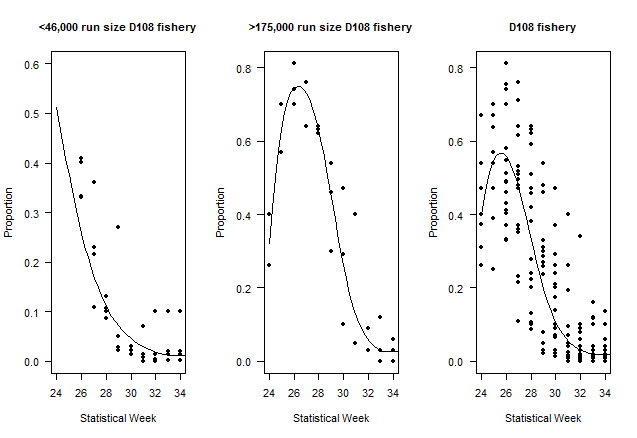 <46,000 run size D108 fishery
>175,000 run size D108 fishery
D108 fishery
Proportion
0.6
0.5
0.4
0.3
0.2
0.1
0.0
24 26 28 30 32 34
Statistical Week
Proportion
0.8
0.6
0.4
0.2
0.0
24 26 28 30 32 34
Statistical Week
Proportion
0.8
0.6
0.4
0.2
0.0
24 26 28 30 32 34
Statistical Week